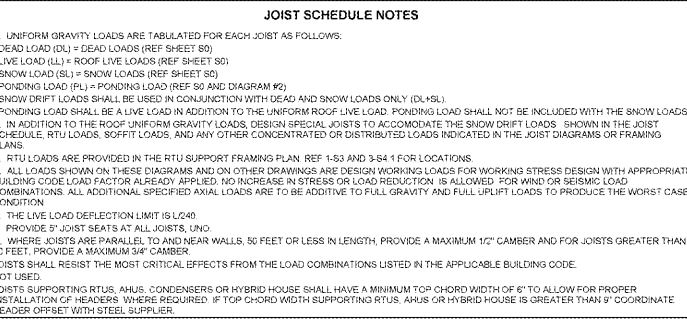 JOIST SCHEDULE NOTES
. UNIFORM GRAVITY LOADS ARE TABULATED FOR EACH JOIST AS FOLLOWS:
DEAD LOAD (DL) = DEAD LOADS (REF SHEET S0)
LIVE LOAD (LL) = ROOF LIVE LOADS (REF SHEET S0)
SNOW LOAD (SL) = SNOW LOADS (REF SHEET S0)
PONDING LOAD (PL) = PONDING LOAD (REF S0 AND DIAGRAM #2)
SNOW DRIFT LOADS SHALL BE USED IN CONJUNCTION WITH DEAD AND SNOW LOADS ONLY (DL+SL).
PONDING LOAD SHALL BE A LIVE LOAD IN ADDITION TO THE UNIFORM ROOF LIVE LOAD. PONDING LOAD SHALL NOT BE INCLUDED WITH THE SNOW LOADS
. IN ADDITION TO THE ROOF UNIFORM GRAVITY LOADS, DESIGN SPECIAL JOISTS TO ACCOMODATE THE SNOW DRIFT LOADS SHOWN IN THE JOIST
CHEDULE, RTU LOADS, SOFFIT LOADS, AND ANY OTHER CONCENTRATED OR DISTRIBUTED LOADS INDICATED IN THE JOIST DIAGRAMS OR FRAMING
LANS.
. RTU LOADS ARE PROVIDED IN THE RTU SUPPORT FRAMING PLAN. REF 1-S3 AND 3-S4.1 FOR LOCATIONS.
. ALL LOADS SHOWN ON THESE DIAGRAMS AND ON OTHER DRAWINGS ARE DESIGN WORKING LOADS FOR WORKING STRESS DESIGN WITH APPROPRIAT
UILDING CODE LOAD FACTOR ALREADY APPLIED. NO INCREASE IN STRESS OR LOAD REDUCTION IS ALLOWED FOR WIND OR SEISMIC LOAD
OMBINATIONS. ALL ADDITIONAL SPECIFIED AXIAL LOADS ARE TO BE ADDITIVE TO FULL GRAVITY AND FULL UPLIFT LOADS TO PRODUCE THE WORST CASE
ONDITION
. THE LIVE LOAD DEFLECTION LIMIT IS L/240.
. PROVIDE 5" JOIST SEATS AT ALL JOISTS, UNO.
. WHERE JOISTS ARE PARALLEL TO AND NEAR WALLS, 50 FEET OR LESS IN LENGTH, PROVIDE A MAXIMUM 1/2" CAMBER AND FOR JOISTS GREATER THAN
0 FEET, PROVIDE A MAXIMUM 3/4" CAMBER.
OISTS SHALL RESIST THE MOST CRITICAL EFFECTS FROM THE LOAD COMBINATIONS LISTED IN THE APPLICABLE BUILDING CODE.
OT USED.
OISTS SUPPORTING RTUS, AHUS, CONDENSERS OR HYBRID HOUSE SHALL HAVE A MINIMUM TOP CHORD WIDTH OF 6" TO ALLOW FOR PROPER
NSTALLATION OF HEADERS WHERE REQUIRED. IF TOP CHORD WIDTH SUPPORTING RTUS, AHUS OR HYBRID HOUSE IS GREATER THAN 9" COORDINATE
EADER OFFSET WITH STEEL SUPPLIER.